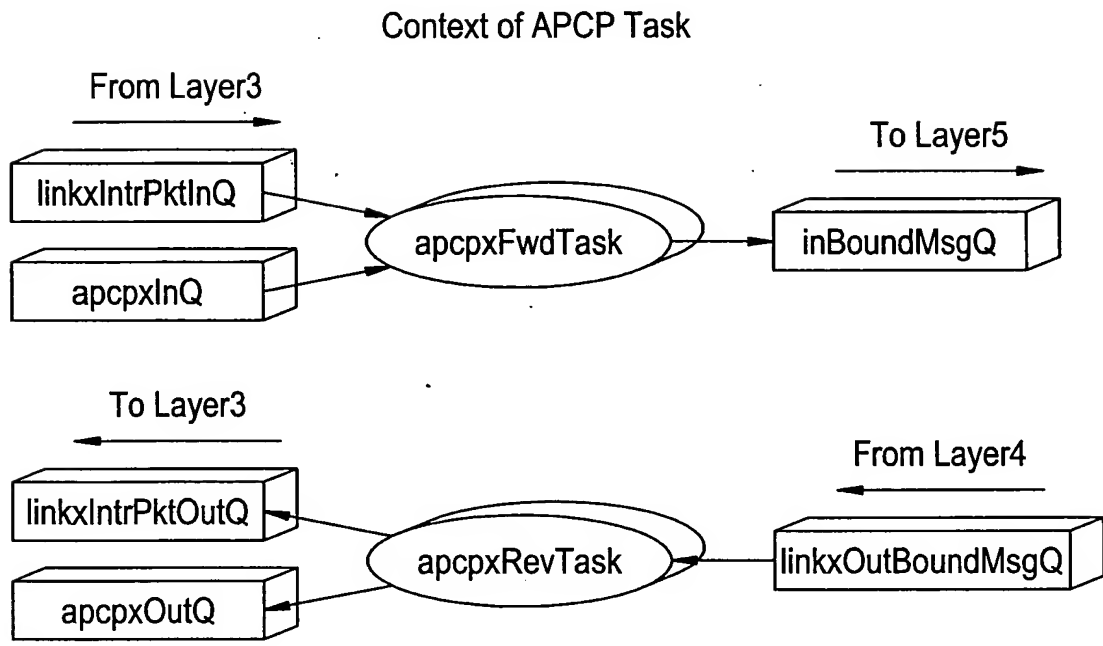 Context of APCP Task
From Layer3
To Layer5
linkxIntrPktInQ
apcpxFwdTask
inBoundMsgQ
apcpxInQ
To Layer3
From Layer4
linkxIntrPktOutQ
apcpxRevTask
linkxOutBoundMsgQ
apcpxOutQ